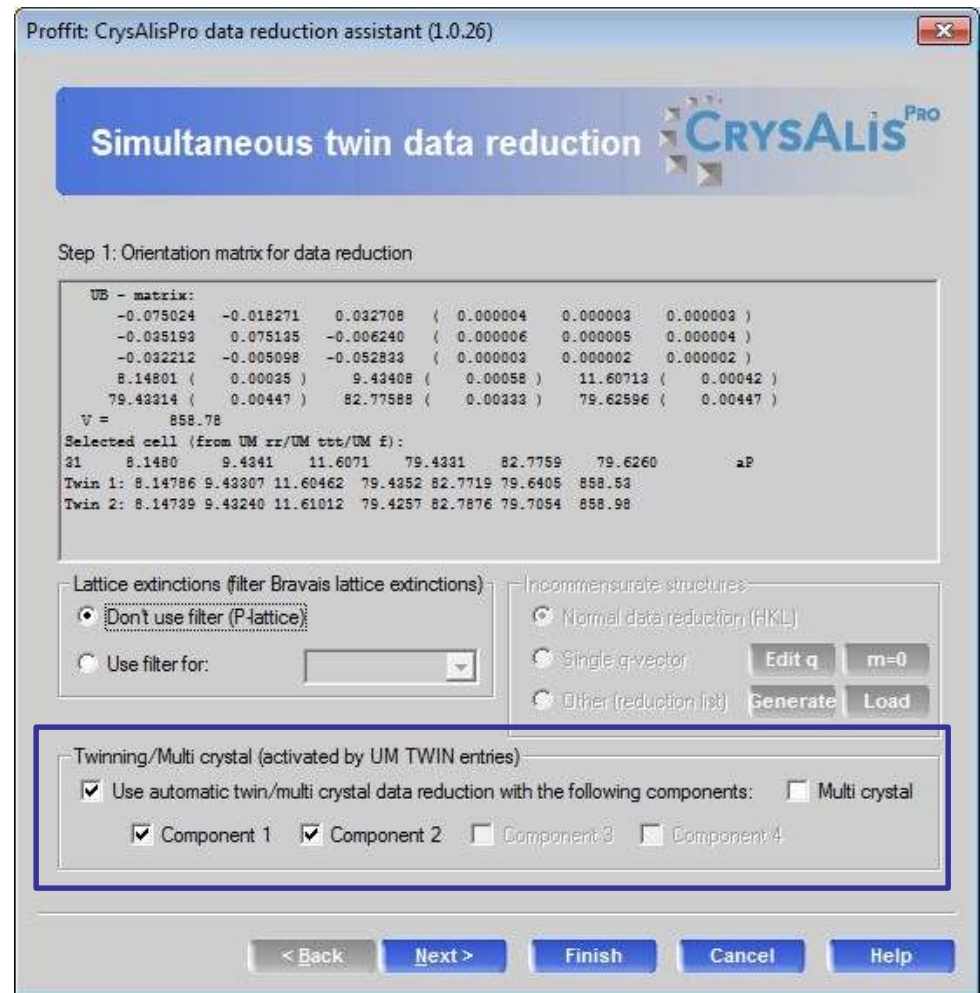 Proffit: CrysAlisPro data reduction assistant (1.0.26)
Simultaneous twin data reduction
CRYSALIS PRO
Step 1: Orientation matrix for data reduction
UB - matrix:
-0.075024 -0.018271 0.032708 ( 0.000004 0.000003 0.000003 )
-0.035193 0.075135 -0.006240 ( 0.000006 0.000005 0.000004 )
-0.032212 -0.005098 -0.052833 ( 0.000003 0.000002 0.000002 )
8.14801 ( 0.00035 ) 9.43408 ( 0.00058 ) 11.60713 ( 0.00042 )
79.43314 ( 0.00447 ) 82.77588 ( 0.00333 ) 79.62596 ( 0.00447 )
V = 858.78
Selected cell (from UM rr/UM ttt/UM f):
31 8.1480 9.4341 11.6071 79.4331 82.7759 79.6260 aP
Twin 1: 8.14786 9.43307 11.60462 79.4352 82.7719 79.6405 858.53
Twin 2: 8.14739 9.43240 11.61012 79.4257 82.7876 79.7054 858.98
Lattice extinctions (filter Bravais lattice extinctions)
Don't use filter (P-lattice)
Use filter for:
Incommensurate structures
Normal data reduction (HKL)
Single q-vector Edit q m=0
Other (reduction list) Generate Load
Twinning/Multi crystal (activated by UM TWIN entries)
Use automatic twin/multi crystal data reduction with the following components: Multi crystal
Component 1 Component 2 Component 3 Component 4
< Back Next > Finish Cancel Help